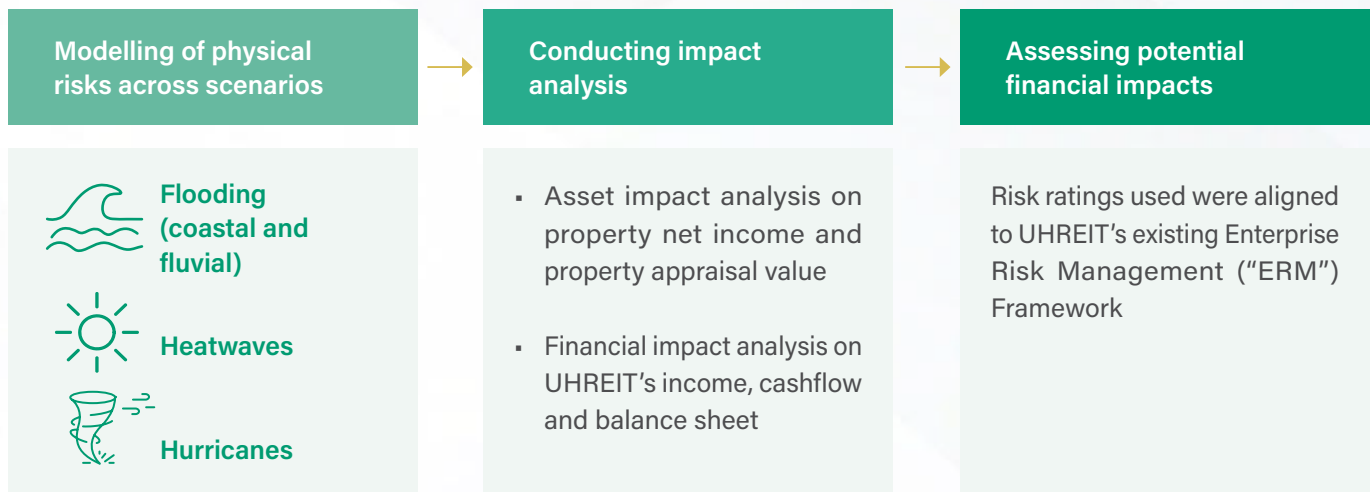 Modelling of physical
risks across scenarios
Flooding
(coastal and
fluvial)
Heatwaves
Hurricanes
Conducting impact
analysis
▪ Asset impact analysis on
property net income and
property appraisal value
▪ Financial impact analysis on
UHREIT’s income, cashflow
and balance sheet
Assessing potential
financial impacts
Risk ratings used were aligned
to UHREIT’s existing Enterprise
Risk Management (“ERM”)
Framework